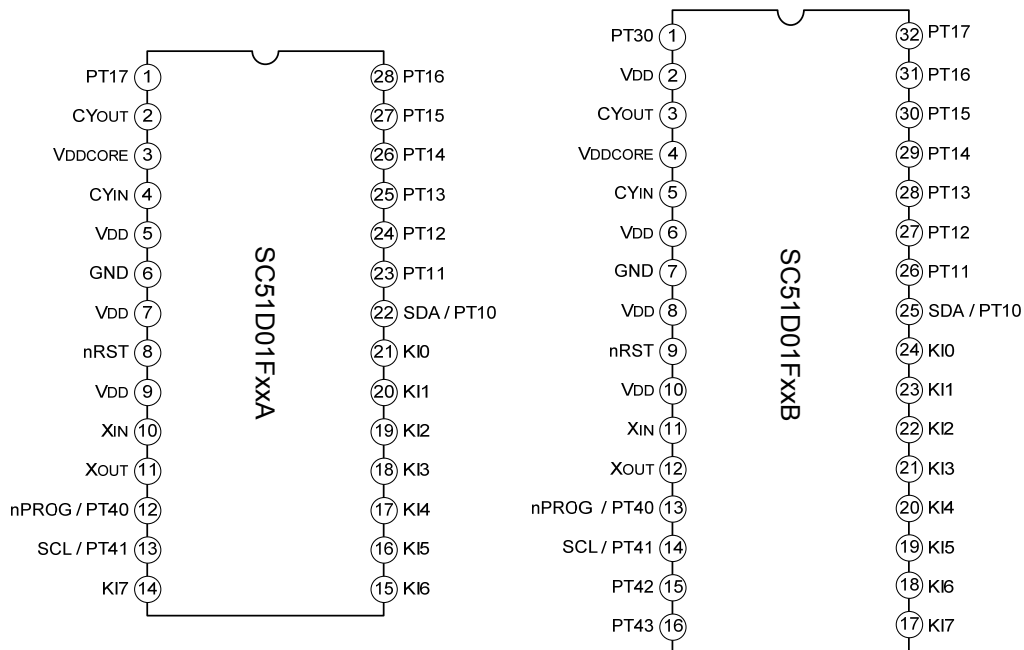 PT17 1
CYOUT 2
VDDCORE 3
CYIN 4
VDD 5
GND 6
VDD 7
nRST 8
VDD 9
XIN 10
XOUT 11
nPROG / PT40 12
SCL / PT41 13
KI7 14
SC51D01FxxA
28 PT16
27 PT15
26 PT14
25 PT13
24 PT12
23 PT11
22 SDA / PT10
21 KI0
20 KI1
19 KI2
18 KI3
17 KI4
16 KI5
15 KI6
PT30 1
VDD 2
CYOUT 3
VDDCORE 4
CYIN 5
VDD 6
GND 7
VDD 8
nRST 9
VDD 10
XIN 11
XOUT 12
nPROG / PT40 13
SCL / PT41 14
PT42 15
PT43 16
SC51D01FxxB
32 PT17
31 PT16
30 PT15
29 PT14
28 PT13
27 PT12
26 PT11
25 SDA / PT10
24 KI0
23 KI1
22 KI2
21 KI3
20 KI4
19 KI5
18 KI6
17 KI7